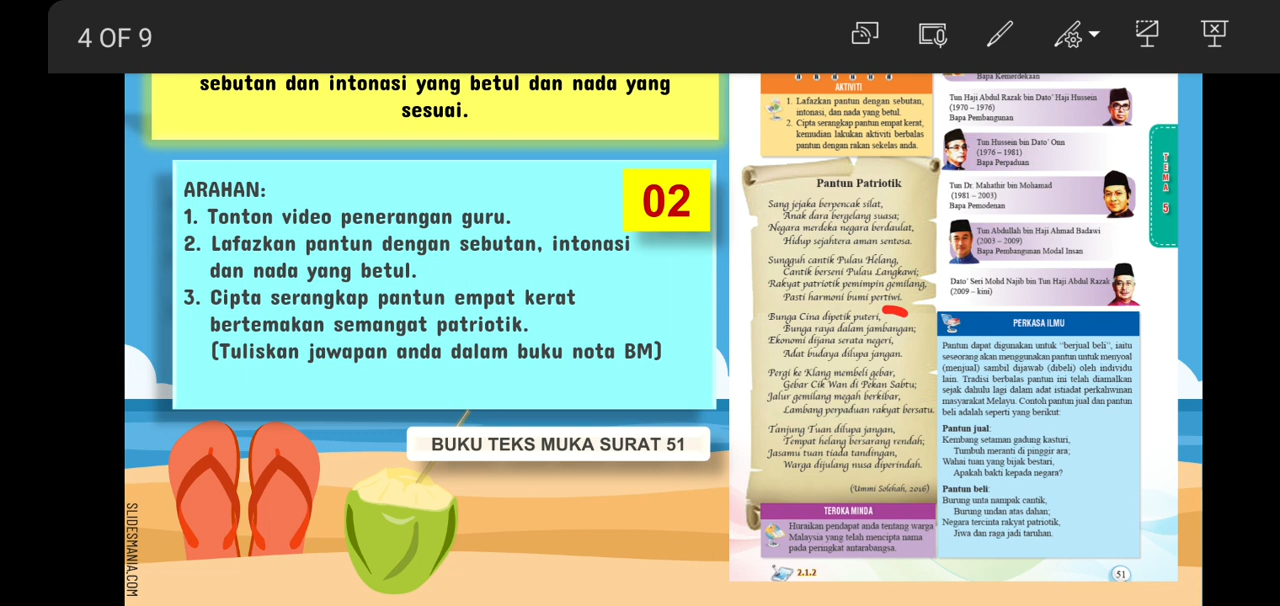 4 OF 9
sebutan dan intonasi yang betul dan nada yang
sesuai.
ARAHAN:
02
1. Tonton video penerangan guru.
2. Lafazkan pantun dengan sebutan, intonasi
dan nada yang betul.
3. Cipta serangkap pantun empat kerat
bertemakan semangat patriotik.
(Tuliskan jawapan anda dalam buku nota BM)
BUKU TEKS MUKA SURAT 51
SLIDESMANIA.COM
AKTIVITI
1. Lafazkan pantun dengan sebutan,
intonasi, dan nada yang betul.
2. Cipta serangkap pantun empat kerat,
kemudian lakukan aktiviti berbalas
pantun dengan rakan sekelas anda.
Pantun Patriotik
Sang jejaka berpencak silat,
Anak dara bergelang suasa;
Negara merdeka negara berdaulat,
Hidup sejahtera aman sentosa.
Sungguh cantik Pulau Helang,
Cantik berseni Pulau Langkawi;
Rakyat patriotik pemimpin gemilang,
Pasti harmoni bumi pertiwi.
Bunga Cina dipetik puteri,
Bunga raya dalam jambangan;
Ekonomi dijana serata negeri,
Adat budaya dilupa jangan.
Pergi ke Klang membeli gebar,
Gebar Cik Wan di Pekan Sabtu;
Jalur gemilang megah berkibar,
Lambang perpaduan rakyat bersatu.
Tanjung Tuan dilupa jangan,
Tempat helang bersarang rendah;
Jasamu tuan tiada tandingan,
Warga dijulang nusa diperindah.
(Ummi Solehah, 2016)
TEROKA MINDA
Huraikan pendapat anda tentang warga
Malaysia yang telah mencipta nama
pada peringkat antarabangsa.
2.1.2
Bapa Kemerdekaan
Tun Haji Abdul Razak bin Dato' Haji Hussein
(1970 – 1976)
Bapa Pembangunan
Tun Hussein bin Dato' Onn
(1976 – 1981)
Bapa Perpaduan
Tun Dr. Mahathir bin Mohamad
(1981 – 2003)
Bapa Pemodenan
Tun Abdullah bin Haji Ahmad Badawi
(2003 – 2009)
Bapa Pembangunan Modal Insan
Dato' Seri Mohd Najib bin Tun Haji Abdul Razak
(2009 – kini)
TEMA 5
PERKASA ILMU
Pantun dapat digunakan untuk "berjual beli", iaitu
seseorang akan menggunakan pantun untuk menyoal
(menjual) sambil dijawab (dibeli) oleh individu
lain. Tradisi berbalas pantun ini telah diamalkan
sejak dahulu lagi dalam adat istiadat perkahwinan
masyarakat Melayu. Contoh pantun jual dan pantun
beli adalah seperti yang berikut:
Pantun jual:
Kembang setaman gadung kasturi,
Tumbuh meranti di pinggir ara;
Wahai tuan yang bijak bestari,
Apakah bakti kepada negara?
Pantun beli:
Burung unta nampak cantik,
Burung undan atas dahan;
Negara tercinta rakyat patriotik,
Jiwa dan raga jadi taruhan.
51